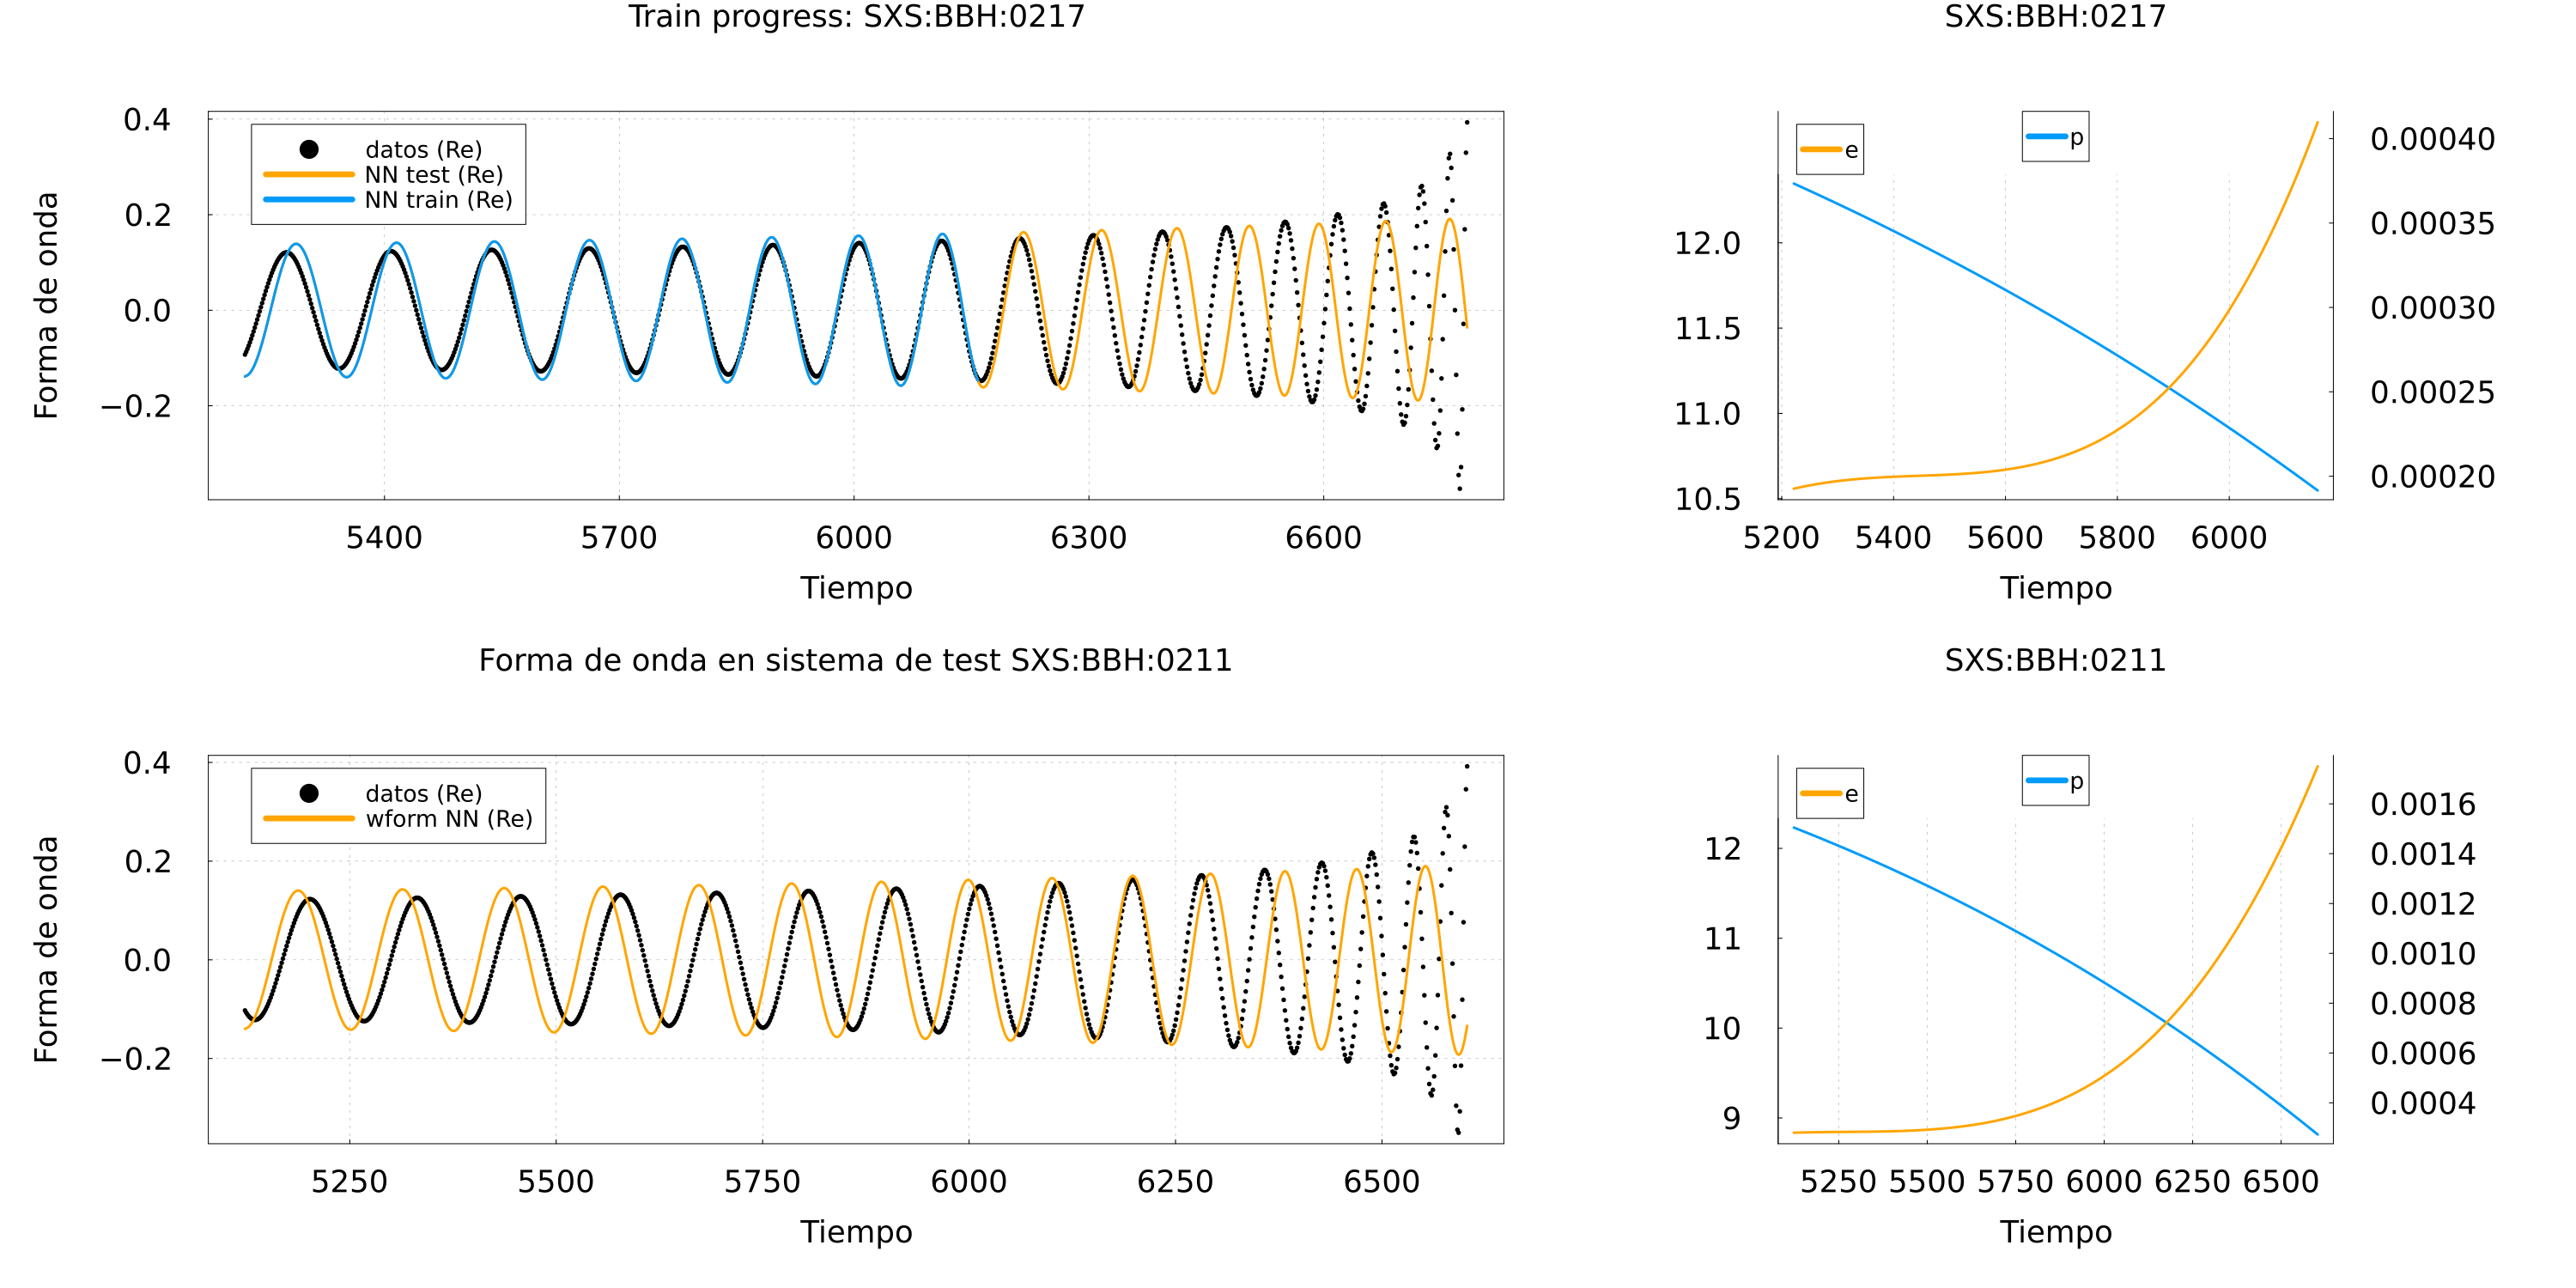 Train progress: SXS:BBH:0217
0.4
0.2
0.0
−0.2
Forma de onda
datos (Re)
NN test (Re)
NN train (Re)
5400 5700 6000 6300 6600
Tiempo
SXS:BBH:0217
e
p
12.0
11.5
11.0
10.5
0.00040
0.00035
0.00030
0.00025
0.00020
5200 5400 5600 5800 6000
Tiempo
Forma de onda en sistema de test SXS:BBH:0211
0.4
0.2
0.0
−0.2
Forma de onda
datos (Re)
wform NN (Re)
5250 5500 5750 6000 6250 6500
Tiempo
SXS:BBH:0211
e
p
12
11
10
9
0.0016
0.0014
0.0012
0.0010
0.0008
0.0006
0.0004
5250 5500 5750 6000 6250 6500
Tiempo